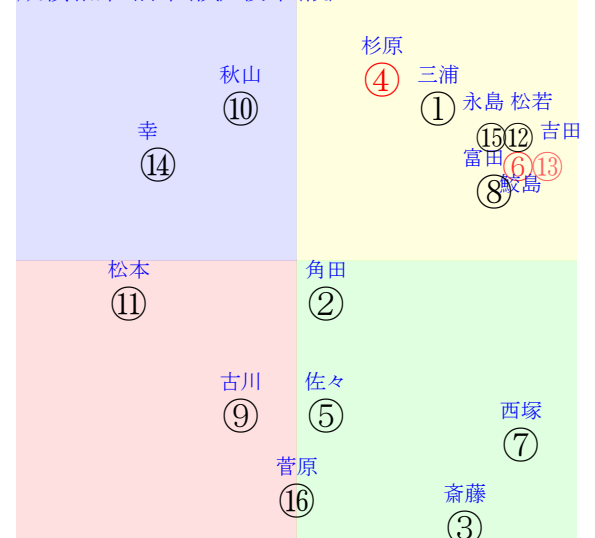 杉原
④
秋山
三浦
⑩
①
永島 松若
幸
吉田
⑮⑫
⑭
富田
⑥⑬
⑧
鮫島
松本
角田
⑪
②
古川
佐々
西塚
⑨
⑤
⑦
菅原
斎藤
⑯
③